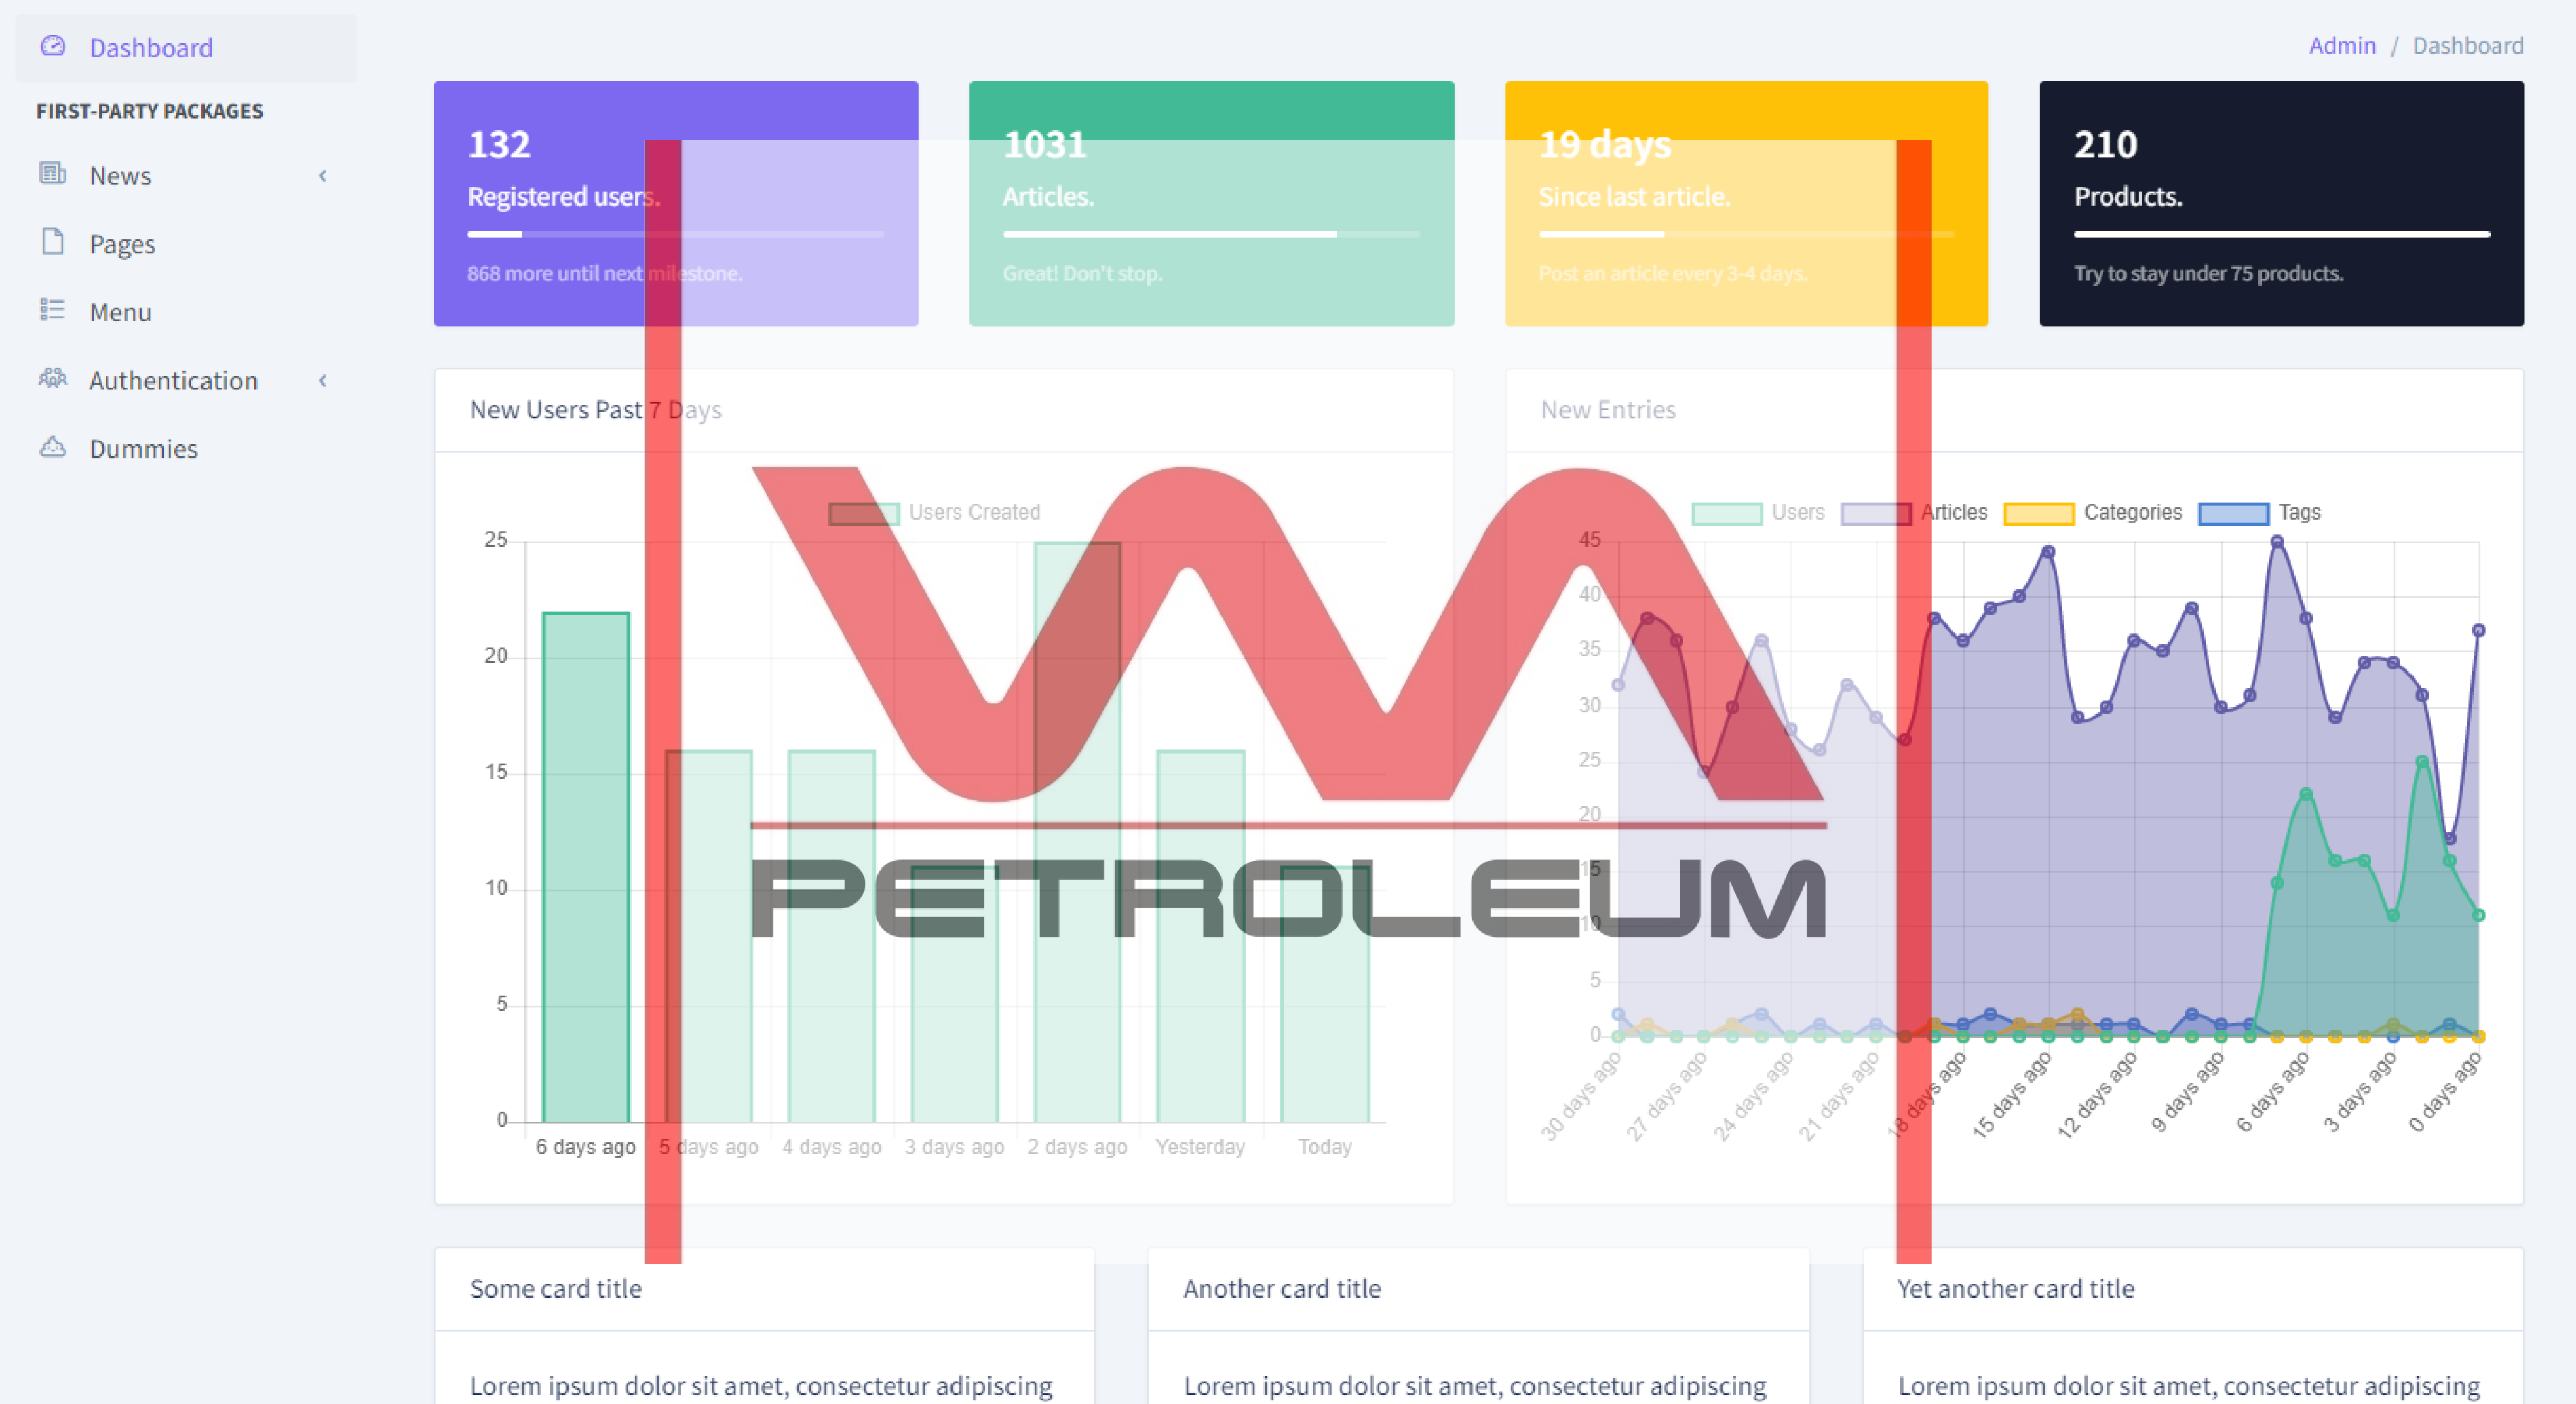 Dashboard
FIRST-PARTY PACKAGES
News
Pages
Menu
Authentication
Dummies
Admin / Dashboard
132
Registered users.
868 more until next milestone.
1031
Articles.
Great! Don't stop.
19 days
Since last article.
Post an article every 3-4 days.
210
Products.
Try to stay under 75 products.
New Users Past 7 Days
Users Created
25
20
15
10
5
0
6 days ago 5 days ago 4 days ago 3 days ago 2 days ago Yesterday Today
New Entries
Users Articles Categories Tags
45
40
35
30
25
20
15
10
5
0
30 days ago 27 days ago 24 days ago 21 days ago 18 days ago 15 days ago 12 days ago 9 days ago 6 days ago 3 days ago 0 days ago
PETROLEUM
Some card title
Lorem ipsum dolor sit amet, consectetur adipiscing
Another card title
Lorem ipsum dolor sit amet, consectetur adipiscing
Yet another card title
Lorem ipsum dolor sit amet, consectetur adipiscing